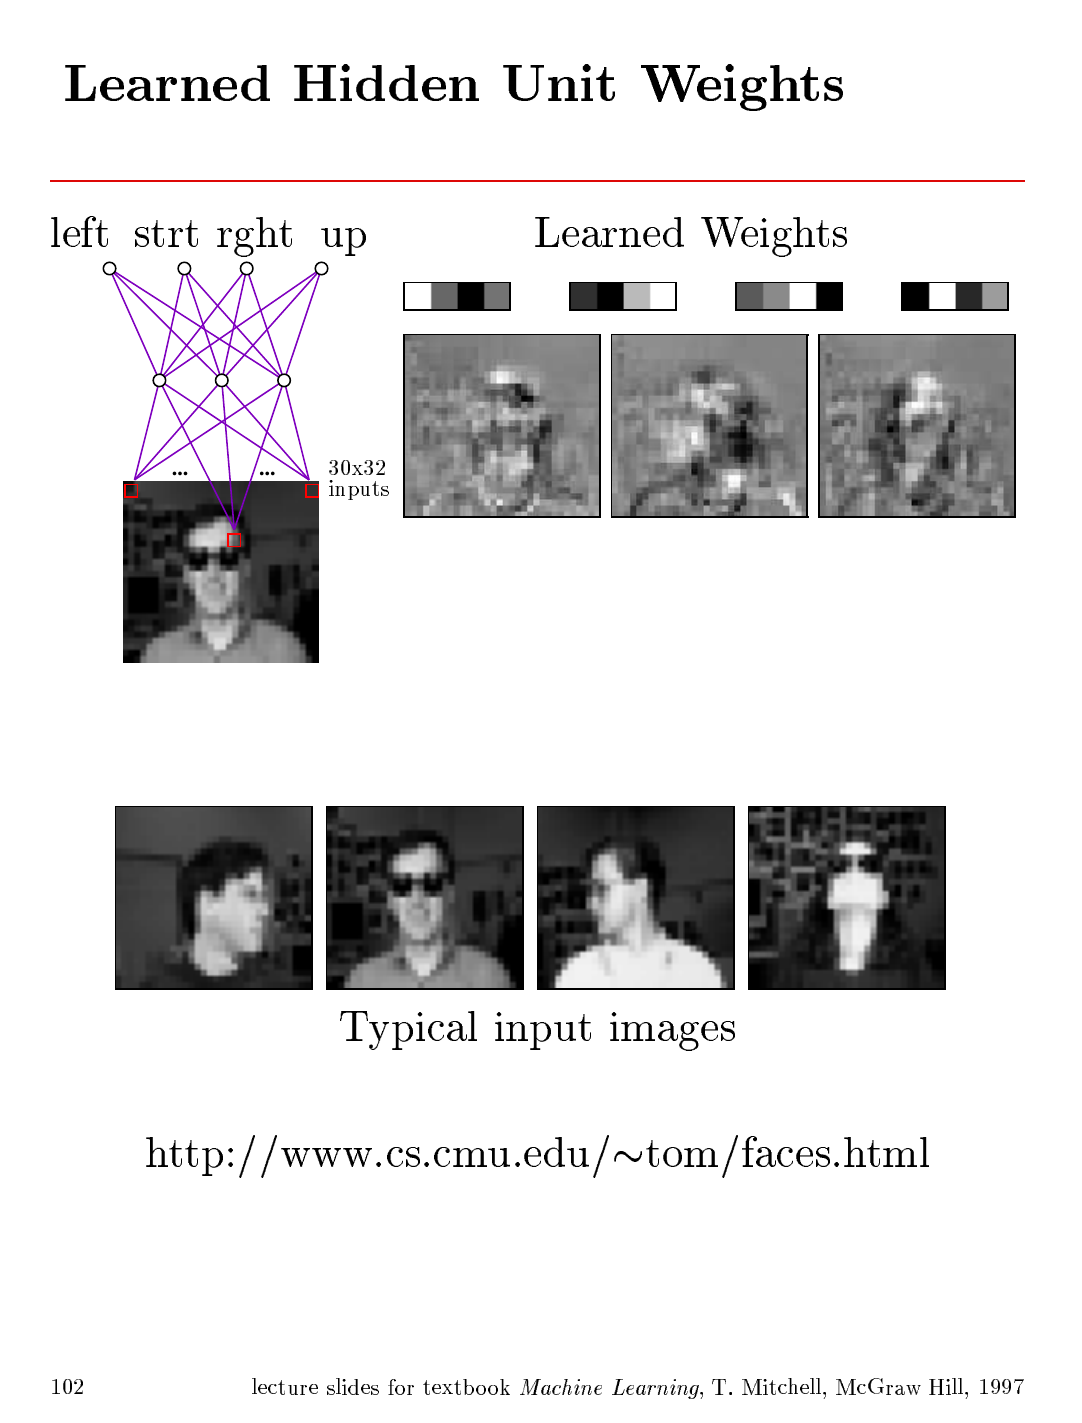 Learned Hidden Unit Weights
left strt rght up
Learned Weights
...
...
30x32
inputs
Typical input images
http://www.cs.cmu.edu/∼tom/faces.html
102
lecture slides for textbook Machine Learning, T. Mitchell, McGraw Hill, 1997